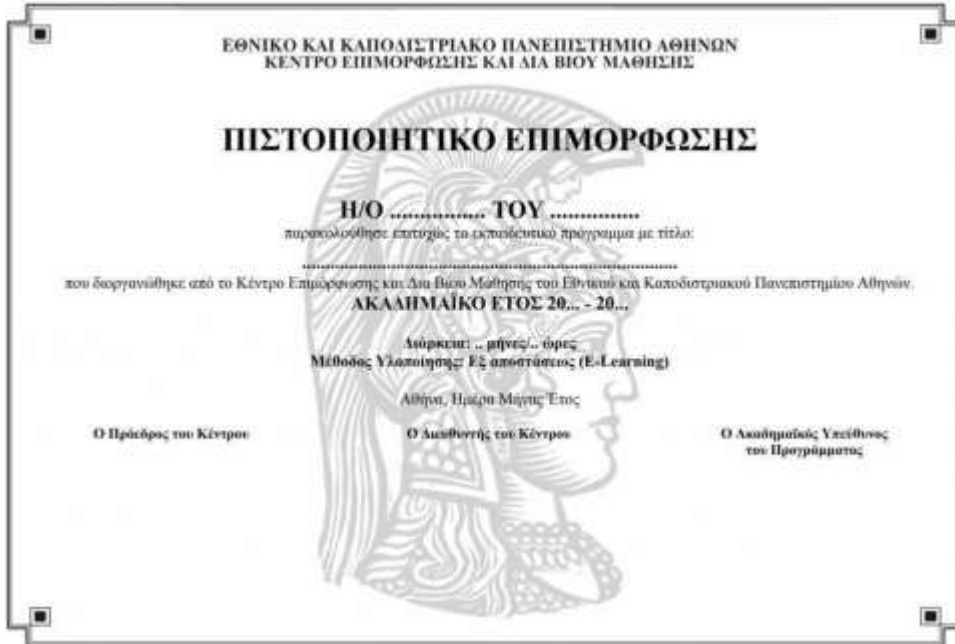 ΕΘΝΙΚΟ ΚΑΙ ΚΑΠΟΔΙΣΤΡΙΑΚΟ ΠΑΝΕΠΙΣΤΗΜΙΟ ΑΘΗΝΩΝ
ΚΕΝΤΡΟ ΕΠΙΜΟΡΦΩΣΗΣ ΚΑΙ ΔΙΑ ΒΙΟΥ ΜΑΘΗΣΗΣ
ΠΙΣΤΟΠΟΙΗΤΙΚΟ ΕΠΙΜΟΡΦΩΣΗΣ
Η/Ο ................ ΤΟΥ ...............
παρακολούθησε επιτυχώς το εκπαιδευτικό πρόγραμμα με τίτλο:
................................................................................
που διοργανώθηκε από το Κέντρο Επιμόρφωσης και Δια Βίου Μάθησης του Εθνικού και Καποδιστριακού Πανεπιστημίου Αθηνών.
ΑΚΑΔΗΜΑΪΚΟ ΕΤΟΣ 20... - 20...
Διάρκεια: .. μήνες/.. ώρες
Μέθοδος Υλοποίησης: Εξ αποστάσεως (E-Learning)
Αθήνα, Ημέρα Μήνας Έτος
Ο Πρόεδρος του Κέντρου Ο Διευθυντής του Κέντρου Ο Ακαδημαϊκός Υπεύθυνος
του Προγράμματος